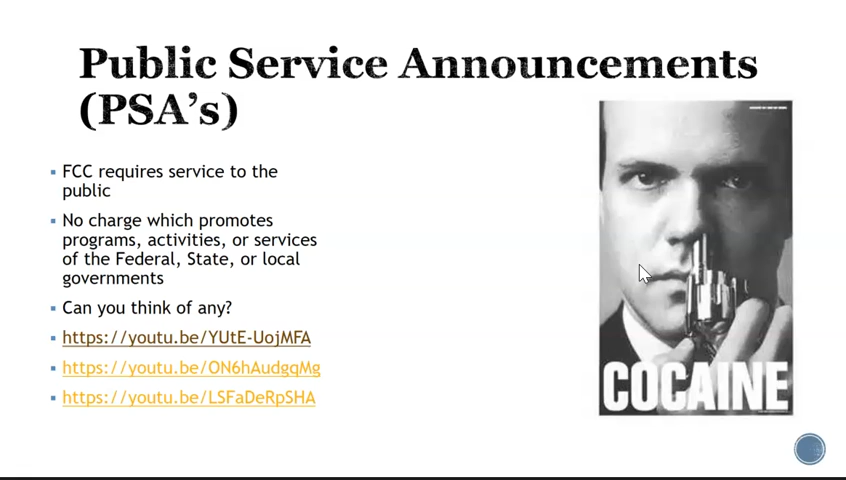 Public Service Announcements
(PSA's)
FCC requires service to the
public
No charge which promotes
programs, activities, or services
of the Federal, State, or local
governments
Can you think of any?
https://youtu.be/YUtE-UojMFA
https://youtu.be/ON6hAudgqMg
https://youtu.be/LSFaDeRpSHA
COCAINE